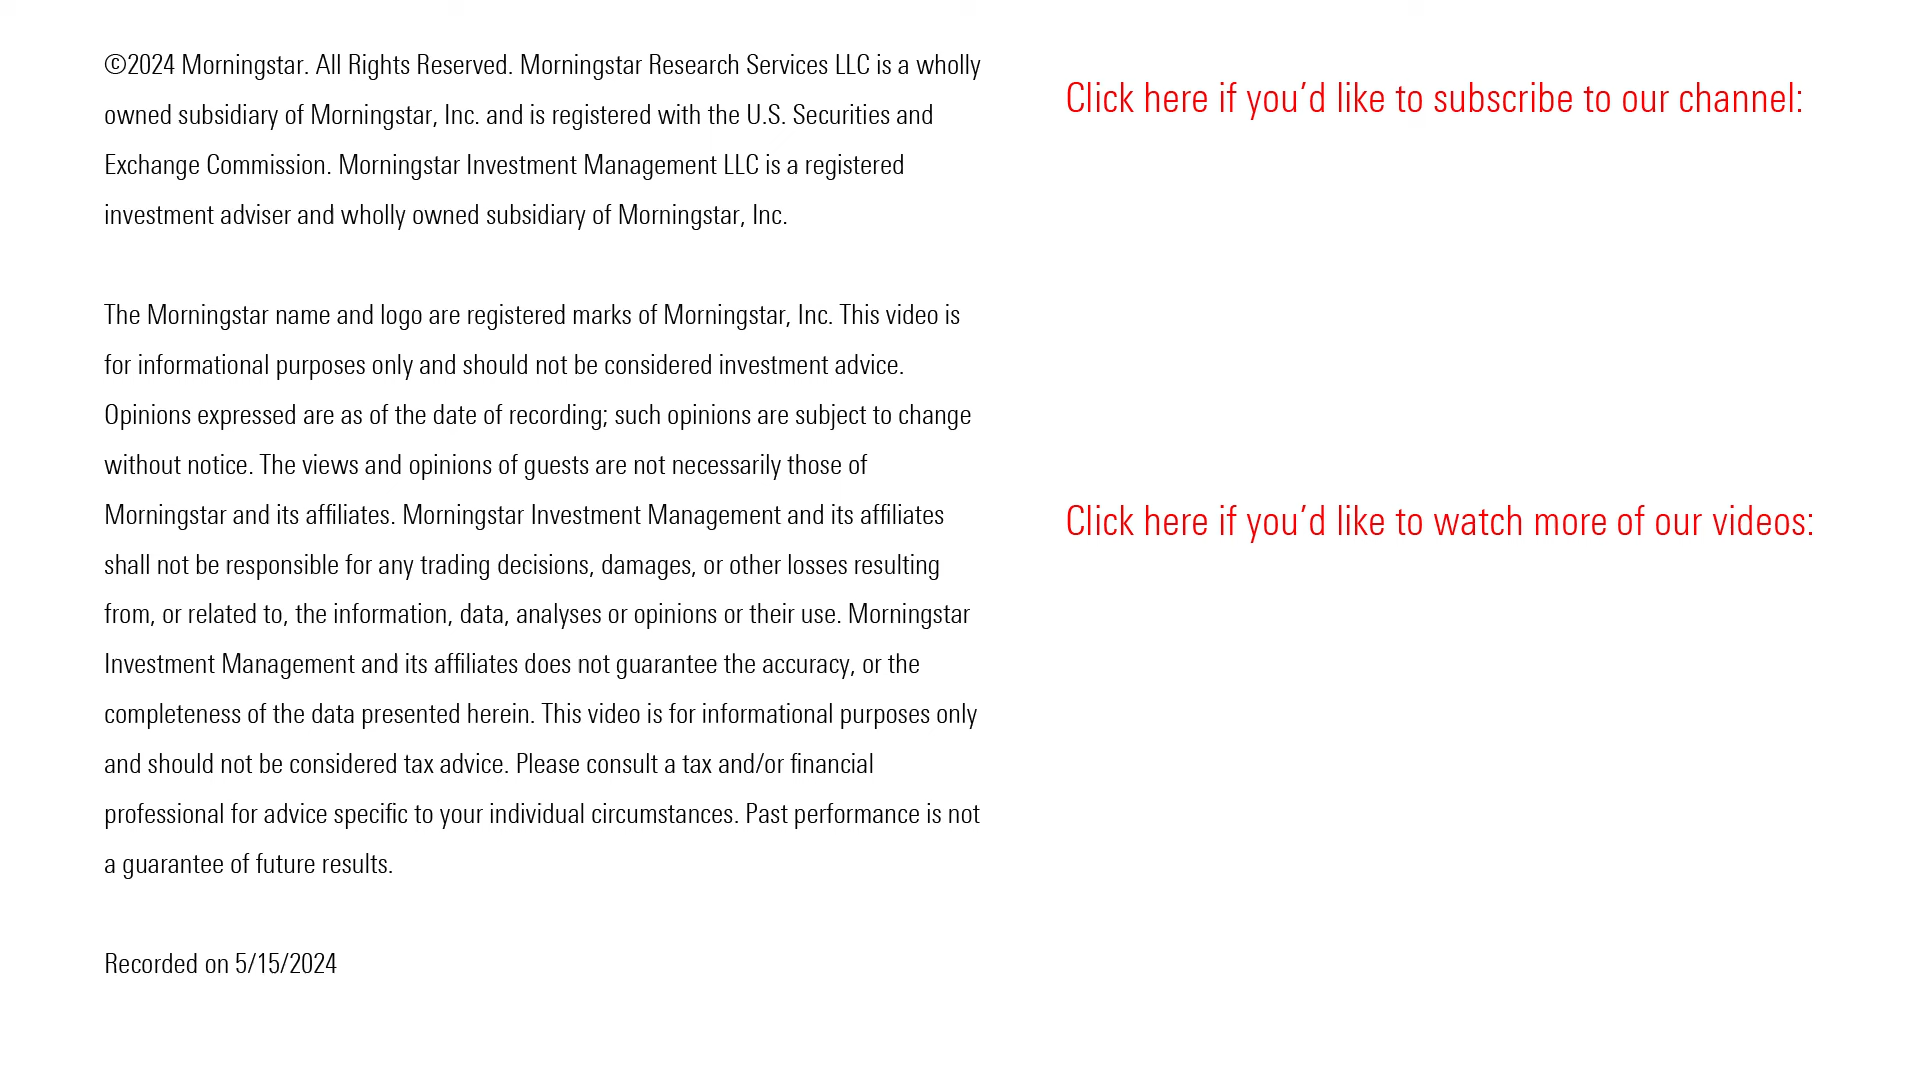 ©2024 Morningstar. All Rights Reserved. Morningstar Research Services LLC is a wholly
owned subsidiary of Morningstar, Inc. and is registered with the U.S. Securities and
Exchange Commission. Morningstar Investment Management LLC is a registered
investment adviser and wholly owned subsidiary of Morningstar, Inc.
The Morningstar name and logo are registered marks of Morningstar, Inc. This video is
for informational purposes only and should not be considered investment advice.
Opinions expressed are as of the date of recording; such opinions are subject to change
without notice. The views and opinions of guests are not necessarily those of
Morningstar and its affiliates. Morningstar Investment Management and its affiliates
shall not be responsible for any trading decisions, damages, or other losses resulting
from, or related to, the information, data, analyses or opinions or their use. Morningstar
Investment Management and its affiliates does not guarantee the accuracy, or the
completeness of the data presented herein. This video is for informational purposes only
and should not be considered tax advice. Please consult a tax and/or financial
professional for advice specific to your individual circumstances. Past performance is not
a guarantee of future results.
Recorded on 5/15/2024
Click here if you’d like to subscribe to our channel:
Click here if you’d like to watch more of our videos: